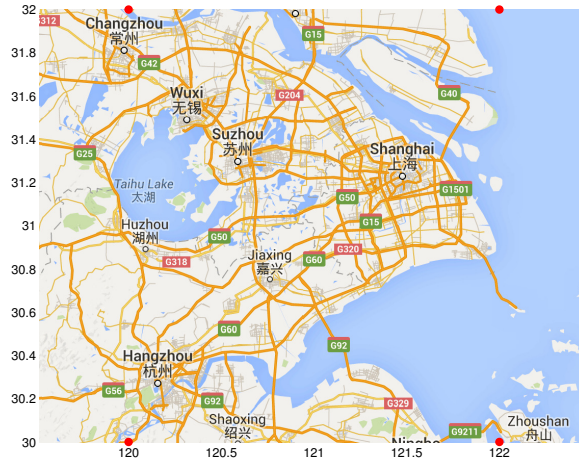 32
31.8
31.6
31.4
31.2
31
30.8
30.6
30.4
30.2
30
120
120.5
121
121.5
122
G312
Changzhou
常州
G42
G15
G204
G40
Wuxi
无锡
Suzhou
苏州
Shanghai
上海
G25
Taihu Lake
太湖
G50
G1501
Huzhou
湖州
G50
G15
G318
Jiaxing
嘉兴
G60
G320
G60
G92
Hangzhou
杭州
G56
G92
G329
Shaoxing
绍兴
G9211
Zhoushan
舟山